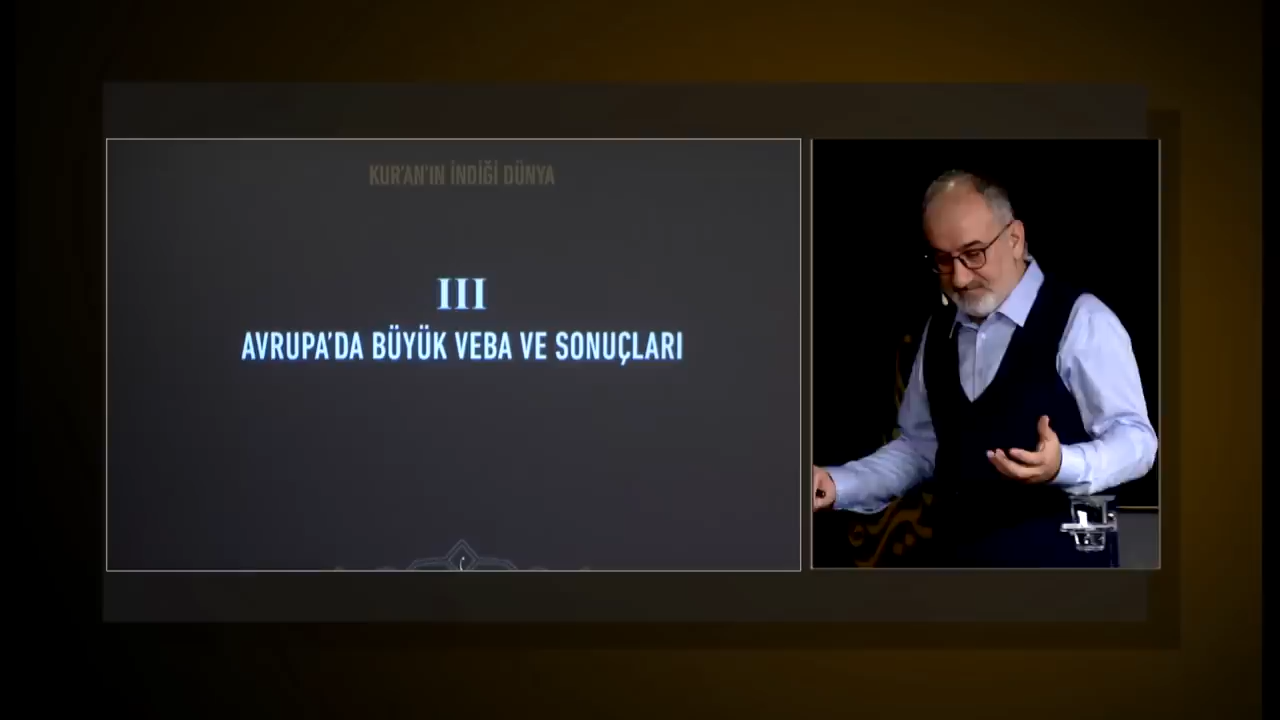 KUR'AN'IN İNDİĞİ DÜNYA
III
AVRUPA'DA BÜYÜK VEBA VE SONUÇLARI